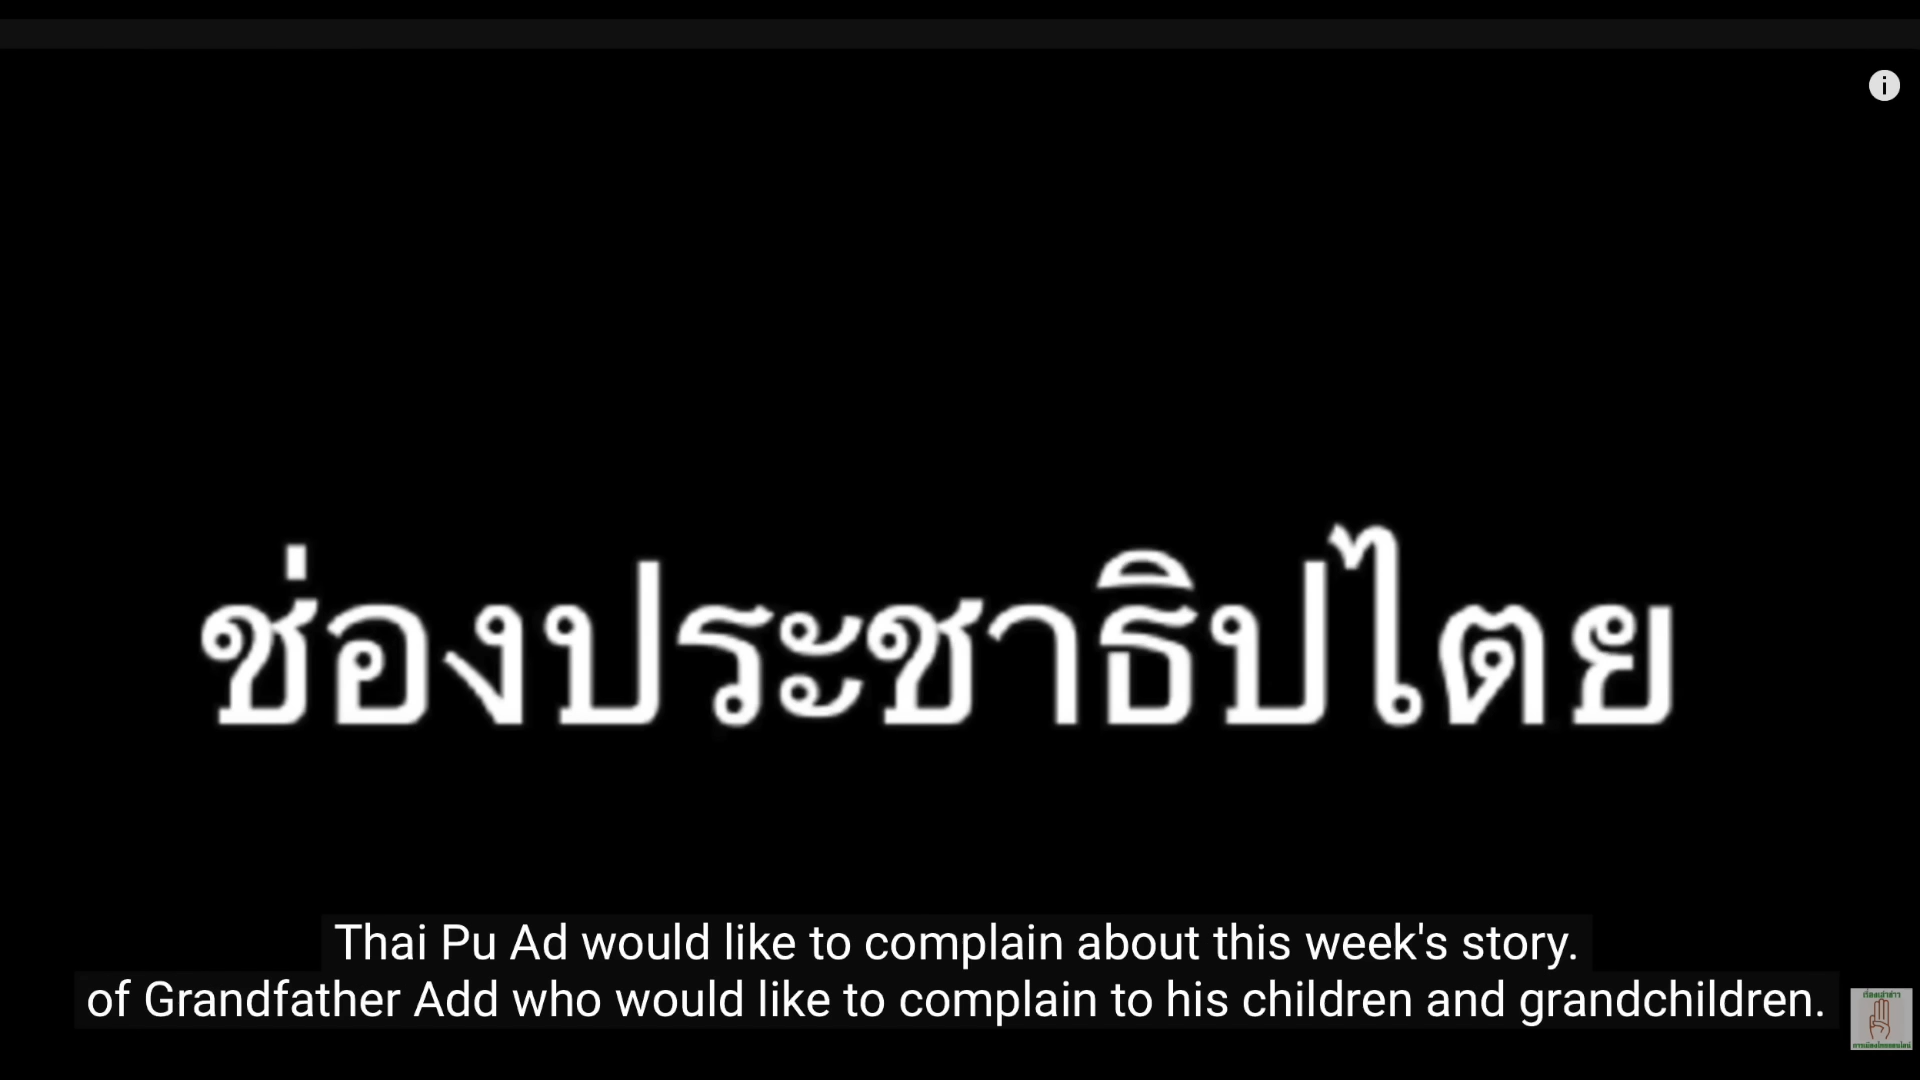 ช่องประชาธิปไตย
Thai Pu Ad would like to complain about this week's story.
of Grandfather Add who would like to complain to his children and grandchildren.